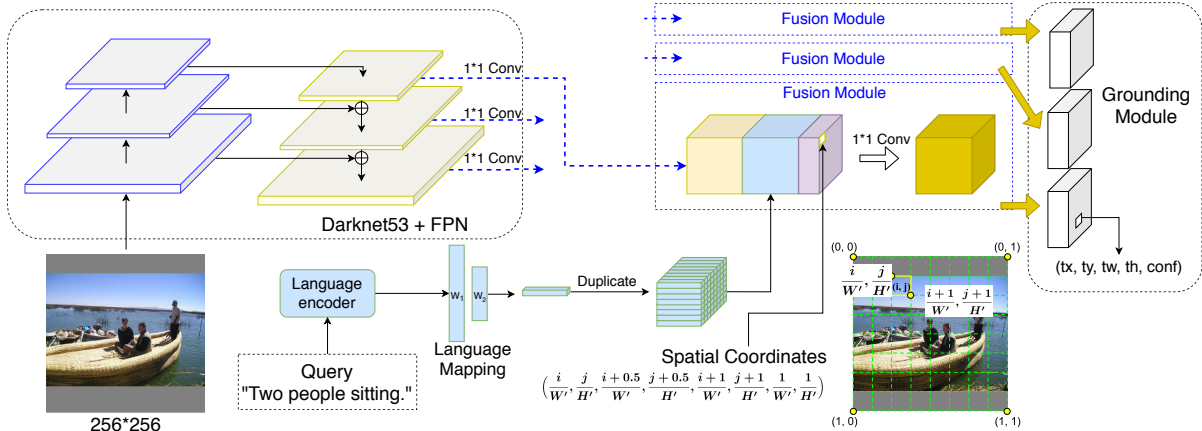 Fusion Module
Fusion Module
Fusion Module
1*1 Conv
1*1 Conv
1*1 Conv
1*1 Conv
Grounding
Module
Darknet53 + FPN
(tx, ty, tw, th, conf)
Language
encoder
W₁
W₂
Duplicate
Language
Mapping
Query
"Two people sitting."
256*256
Spatial Coordinates
(i/W', j/H', i+0.5/W', j+0.5/H', i+1/W', j+1/H', 1/W', 1/H')
(0, 0)
(0, 1)
i/W', j/H'
(i, j)
i+1/W', j+1/H'
(1, 0)
(1, 1)